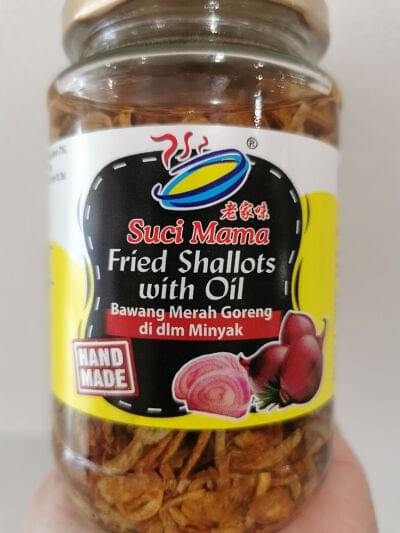 ®
老家味
Suci Mama
Fried Shallots
with Oil
Bawang Merah Goreng
di dlm Minyak
HAND
MADE